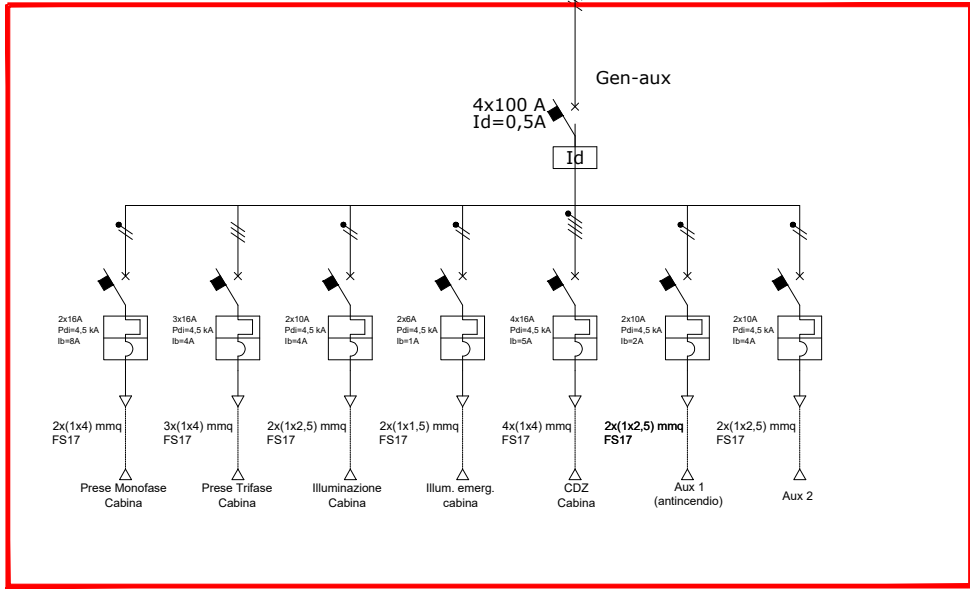 Gen-aux
4x100 A
Id=0,5A
Id
2x16A
Pdi=4,5 kA
Ib=8A
3x16A
Pdi=4,5 kA
Ib=4A
2x10A
Pdi=4,5 kA
Ib=4A
2x6A
Pdi=4,5 kA
Ib=1A
4x16A
Pdi=4,5 kA
Ib=5A
2x10A
Pdi=4,5 kA
Ib=2A
2x10A
Pdi=4,5 kA
Ib=4A
2x(1x4) mmq
FS17
3x(1x4) mmq
FS17
2x(1x2,5) mmq
FS17
2x(1x1,5) mmq
FS17
4x(1x4) mmq
FS17
2x(1x2,5) mmq
FS17
2x(1x2,5) mmq
FS17
Prese Monofase
Cabina
Prese Trifase
Cabina
Illuminazione
Cabina
Illum. emerg.
cabina
CDZ
Cabina
Aux 1
(antincendio)
Aux 2